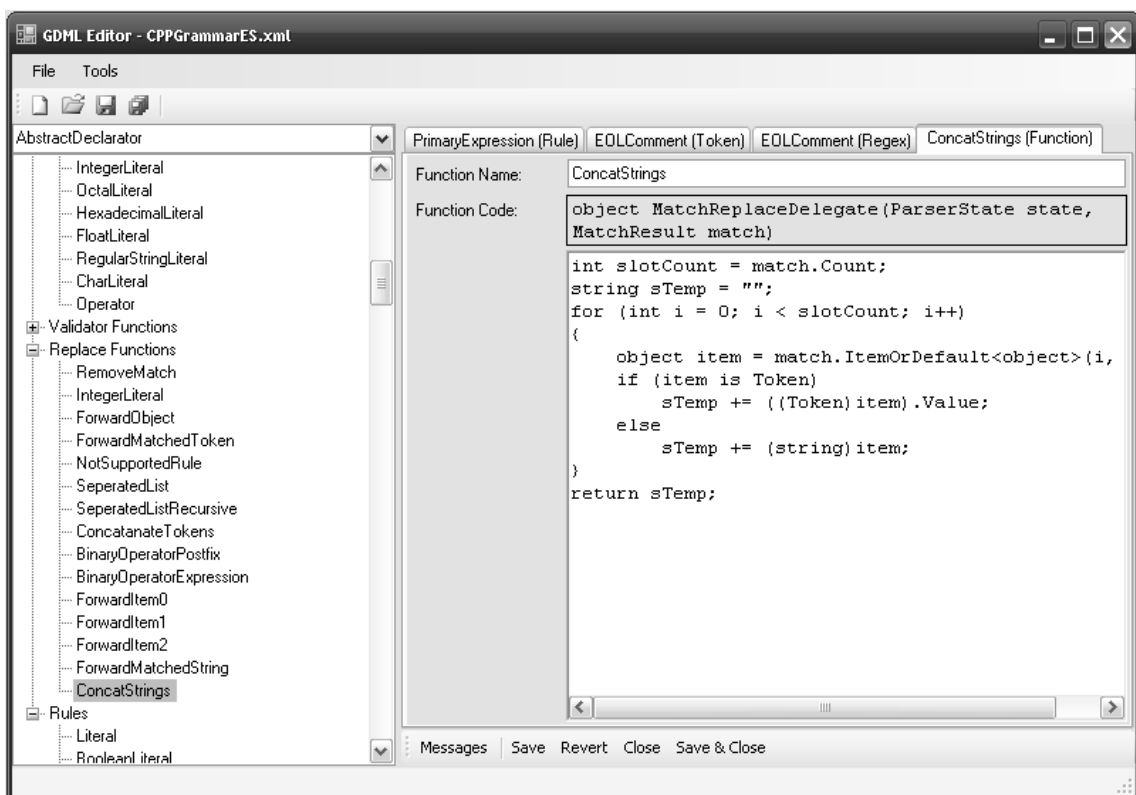 GDML Editor - CPPGrammarES.xml
File Tools
AbstractDeclarator
IntegerLiteral
OctalLiteral
HexadecimalLiteral
FloatLiteral
RegularStringLiteral
CharLiteral
Operator
Validator Functions
Replace Functions
RemoveMatch
IntegerLiteral
ForwardObject
ForwardMatchedToken
NotSupportedRule
SeperatedList
SeperatedListRecursive
ConcatanateTokens
BinaryOperatorPostfix
BinaryOperatorExpression
ForwardItem0
ForwardItem1
ForwardItem2
ForwardMatchedString
ConcatStrings
Rules
Literal
BooleanLiteral
PrimaryExpression (Rule) EOLComment (Token) EOLComment (Regex) ConcatStrings (Function)
Function Name: ConcatStrings
Function Code: object MatchReplaceDelegate(ParserState state,
MatchResult match)
int slotCount = match.Count;
string sTemp = "";
for (int i = 0; i < slotCount; i++)
{
object item = match.ItemOrDefault<object>(i,
if (item is Token)
sTemp += ((Token)item).Value;
else
sTemp += (string)item;
}
return sTemp;
Messages Save Revert Close Save & Close